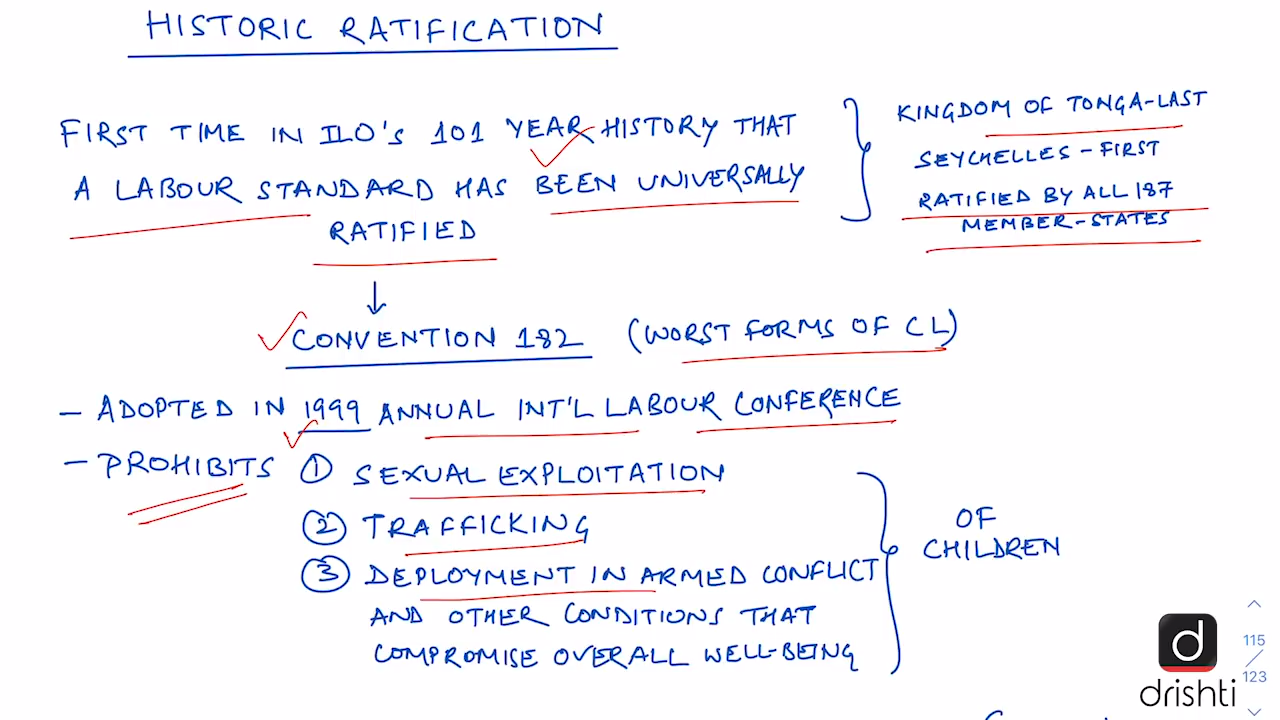 HISTORIC RATIFICATION
FIRST TIME IN ILO'S 101 YEAR HISTORY THAT
A LABOUR STANDARD HAS BEEN UNIVERSALLY
RATIFIED
KINGDOM OF TONGA-LAST
SEYCHELLES - FIRST
RATIFIED BY ALL 187
MEMBER-STATES
CONVENTION 182 (WORST FORMS OF CL)
- ADOPTED IN 1999 ANNUAL INT'L LABOUR CONFERENCE
- PROHIBITS ① SEXUAL EXPLOITATION
② TRAFFICKING
③ DEPLOYMENT IN ARMED CONFLICT
AND OTHER CONDITIONS THAT
COMPROMISE OVERALL WELL-BEING
OF
CHILDREN
115
/
123
drishti